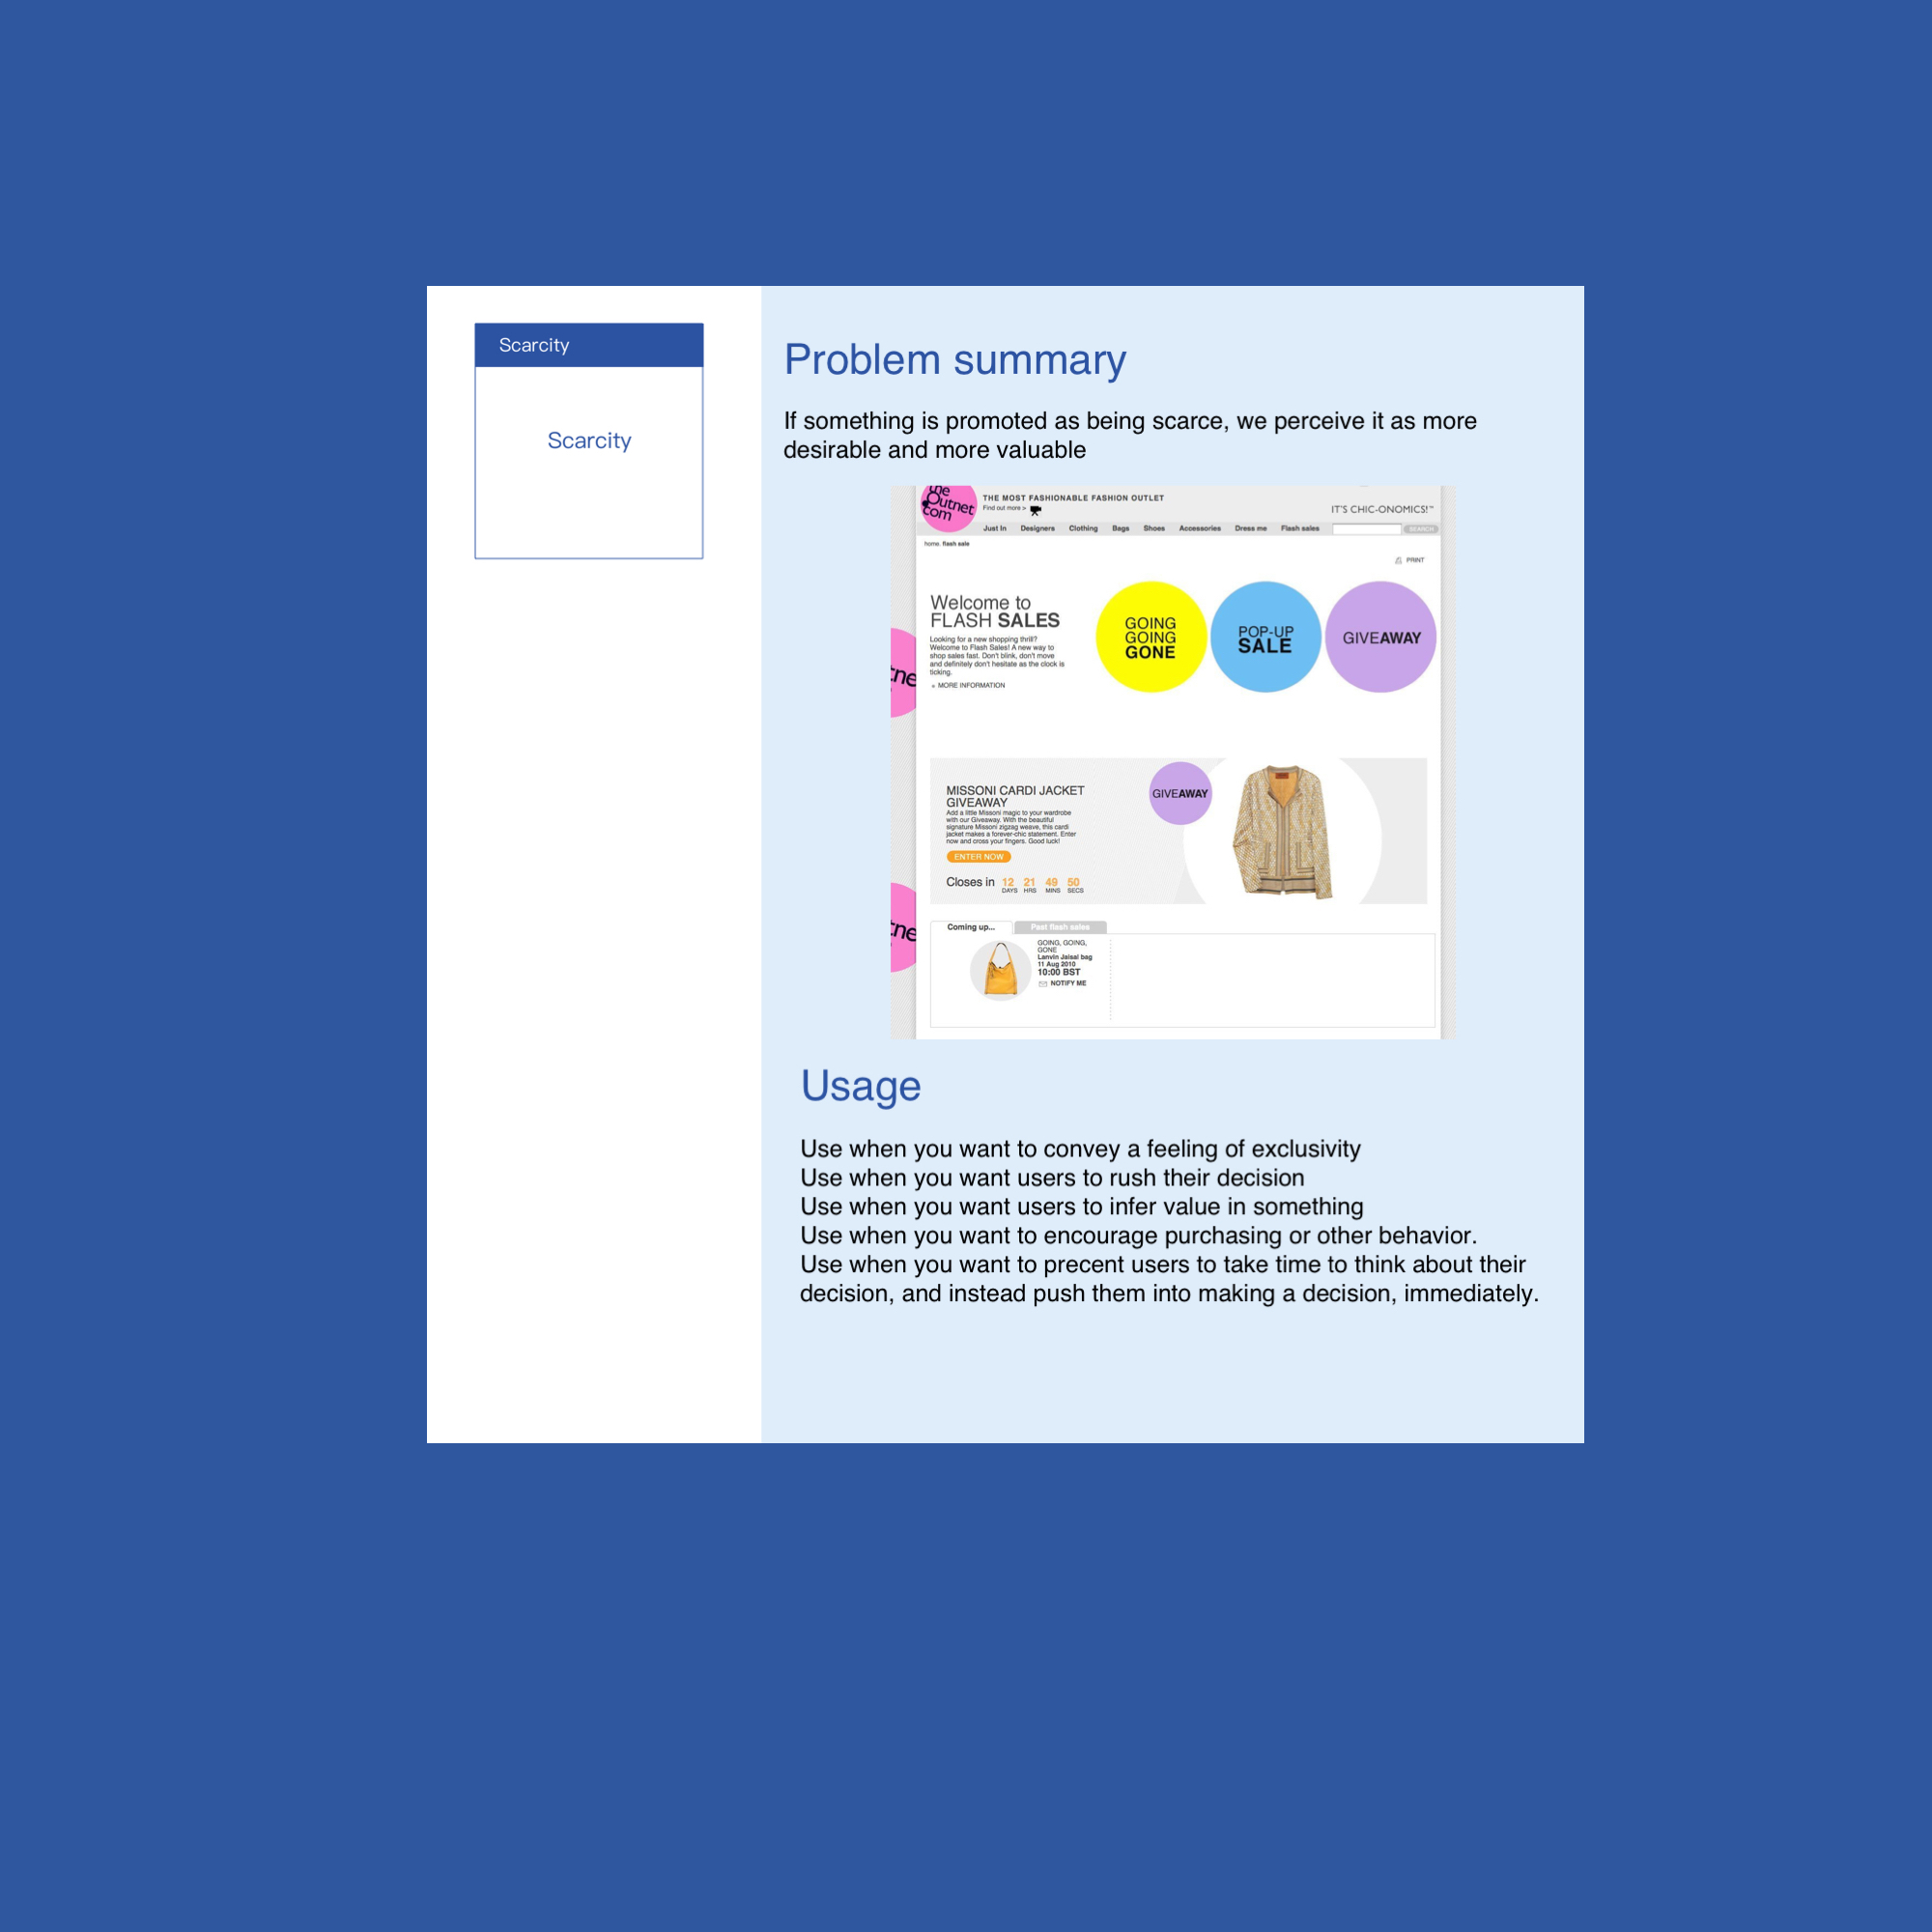 Scarcity
Scarcity
Problem summary
If something is promoted as being scarce, we perceive it as more
desirable and more valuable
the
Outnet
com
THE MOST FASHIONABLE FASHION OUTLET
Find out more >
IT'S CHIC-ONOMICS!™
Just In Designers Clothing Bags Shoes Accessories Dress me Flash sales SEARCH
home. flash sale
PRINT
Welcome to
FLASH SALES
Looking for a new shopping thrill?
Welcome to Flash Sales! A new way to
shop sales fast. Don't blink, don't move
and definitely don't hesitate as the clock is
ticking.
+ MORE INFORMATION
GOING
GOING
GONE
POP-UP
SALE
GIVEAWAY
MISSONI CARDI JACKET
GIVEAWAY
Add a little Missoni magic to your wardrobe
with our Giveaway. With the beautiful
signature Missoni zigzag weave, this cardi
jacket makes a forever-chic statement. Enter
now and cross your fingers. Good luck!
ENTER NOW
Closes in 12 21 49 50
DAYS HRS MINS SECS
GIVEAWAY
Coming up... Past flash sales
GOING, GOING,
GONE
Lanvin Jaisal bag
11 Aug 2010
10:00 BST
NOTIFY ME
Usage
Use when you want to convey a feeling of exclusivity
Use when you want users to rush their decision
Use when you want users to infer value in something
Use when you want to encourage purchasing or other behavior.
Use when you want to precent users to take time to think about their
decision, and instead push them into making a decision, immediately.